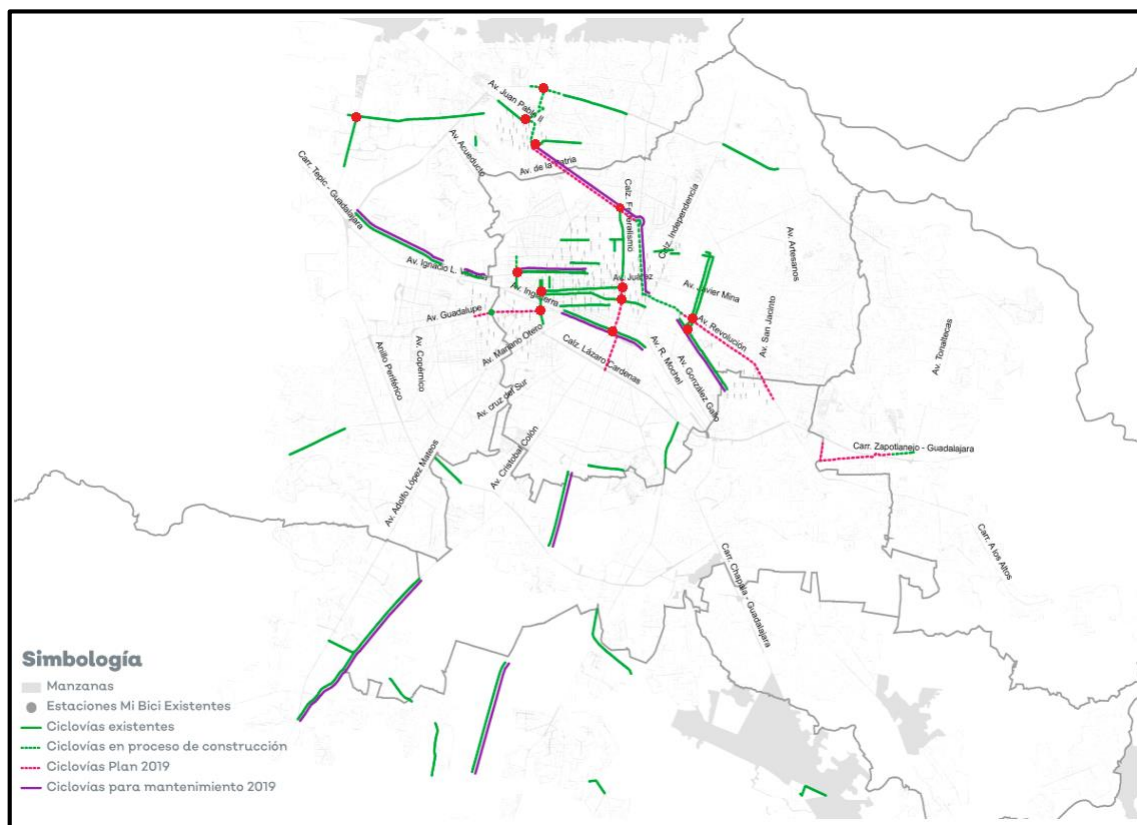 Av. Juan Pablo II
Av. Acueducto
Av. de la Patria
Carr. Tepic - Guadalajara
Calz. Federalismo
Calz. Independencia
Av. Artesanos
Av. Ignacio L. V
Av. Juárez
Av. Javier Mina
Av. Inglaterra
Av. Guadalupe
Av. Revolución
Av. San Jacinto
Av. Tonaltecas
Av. Mariano Otero
Calz. Lázaro Cardenas
Av. R. Michel
Av. González Gallo
Anillo Periférico
Av. Copérnico
Av. cruz del Sur
Av. Cristobal Colón
Av. Adolfo López Mateos
Carr. Zapotlanejo - Guadalajara
Carr. A los Altos
Carr. Chapala - Guadalajara
Simbología
Manzanas
Estaciones Mi Bici Existentes
Ciclovías existentes
Ciclovías en proceso de construcción
Ciclovías Plan 2019
Ciclovías para mantenimiento 2019